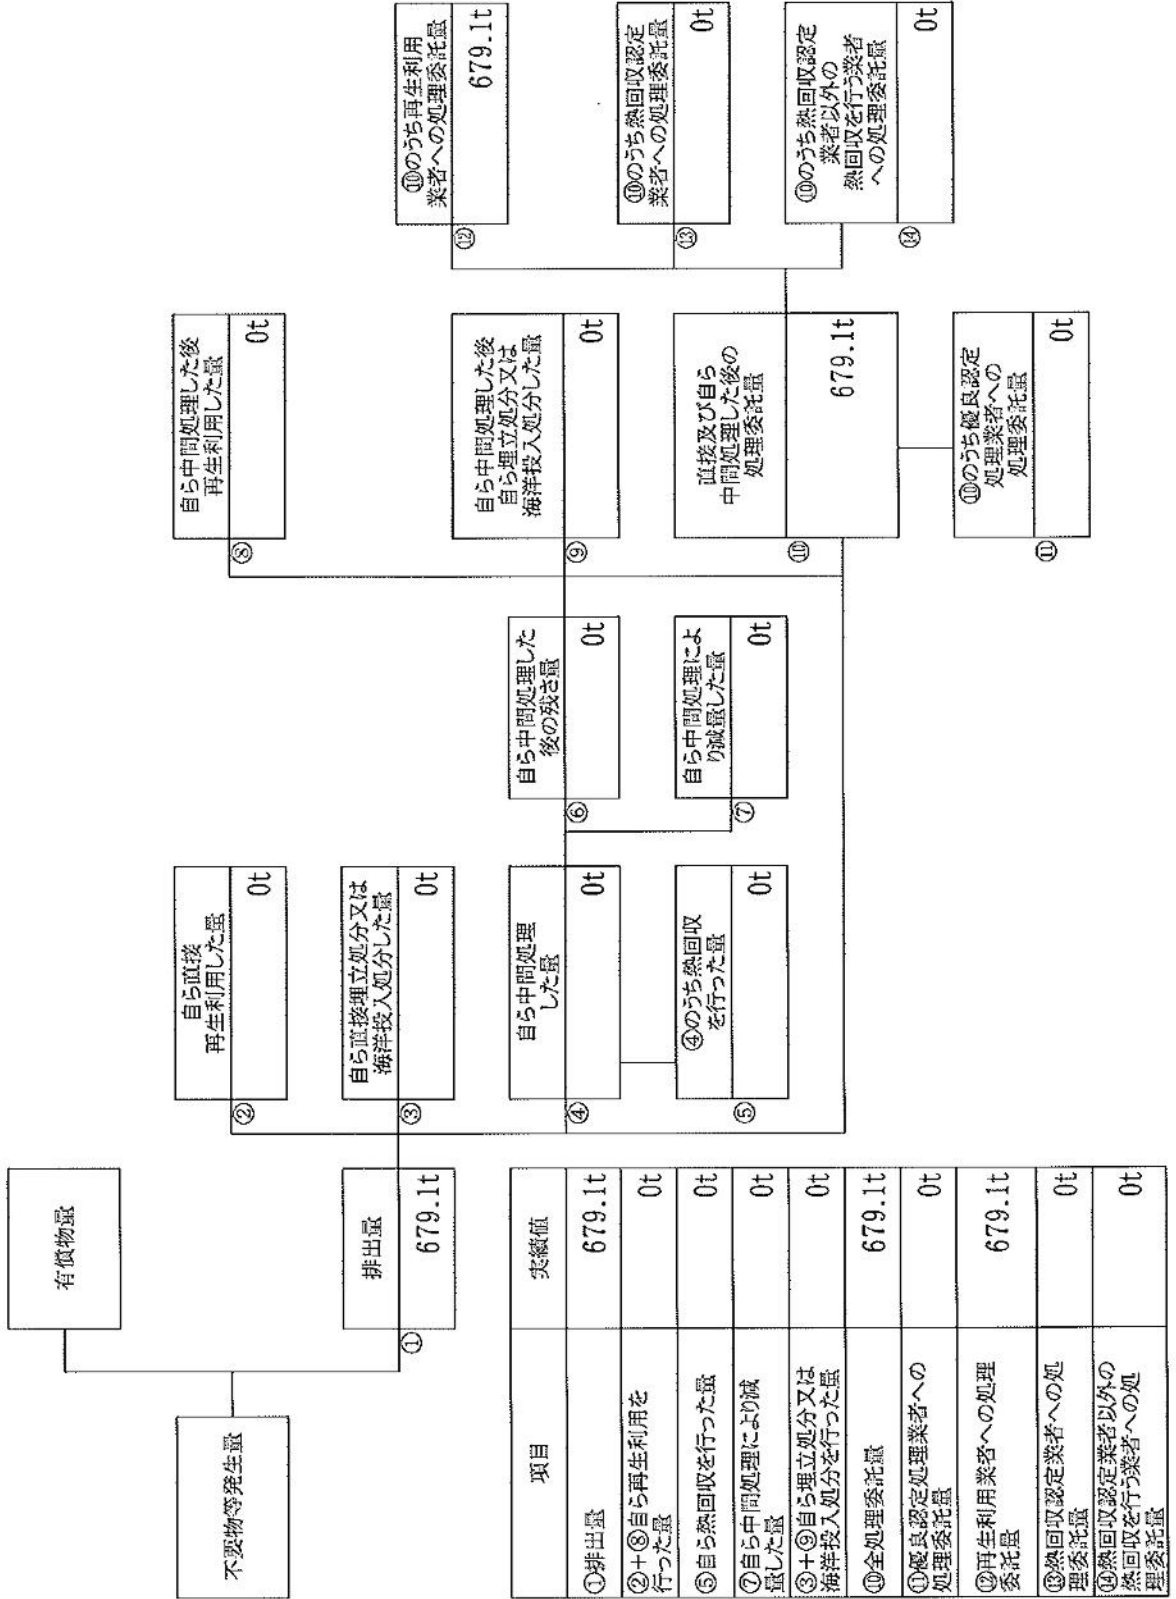 不要物等発生量
有償物量
排出量
①
679.1t
自ら直接
再生利用した量
②
0t
自ら直接埋立処分又は
海洋投入処分した量
③
0t
自ら中間処理
した量
④
0t
④のうち熱回収
を行った量
⑤
0t
自ら中間処理した
後の残さ量
⑥
0t
自ら中間処理によ
り減量した量
⑦
0t
自ら中間処理した後
再生利用した量
⑧
0t
自ら中間処理した後
自ら埋立処分又は
海洋投入処分した量
⑨
0t
直接及び自ら
中間処理した後の
処理委託量
⑩
679.1t
⑩のうち優良認定
処理業者への
処理委託量
⑪
0t
⑩のうち再生利用
業者への処理委託量
⑫
679.1t
⑩のうち熱回収認定
業者への処理委託量
⑬
0t
⑩のうち熱回収認定
業者以外の
熱回収を行う業者
への処理委託量
⑭
0t
項目 実績値
①排出量 679.1t
②+⑧自ら再生利用を
行った量 0t
⑤自ら熱回収を行った量 0t
⑦自ら中間処理により減
量した量 0t
③+⑨自ら埋立処分又は
海洋投入処分を行った量 0t
⑩全処理委託量 679.1t
⑪優良認定処理業者への
処理委託量 0t
⑫再生利用業者への処理
委託量 679.1t
⑬熱回収認定業者への処
理委託量 0t
⑭熱回収認定業者以外の
熱回収を行う業者への処
理委託量 0t